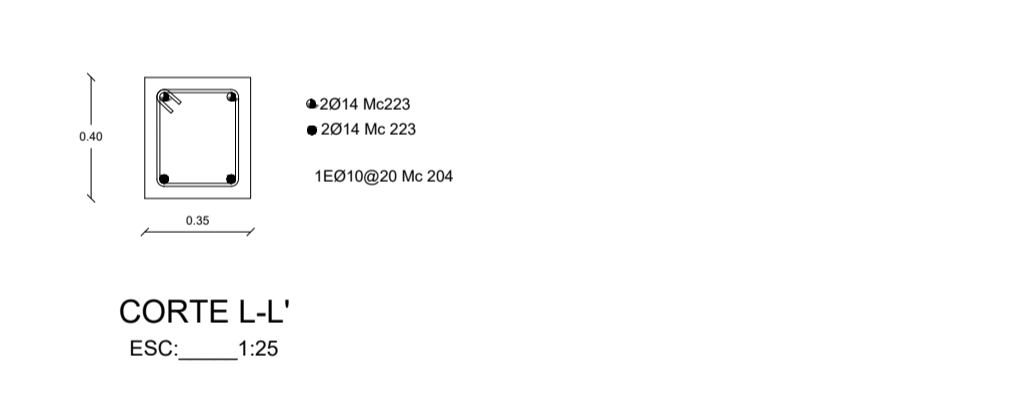 2Ø14 Mc223
2Ø14 Mc 223
0.40
1EØ10@20 Mc 204
0.35
CORTE L-L'
ESC:_____1:25